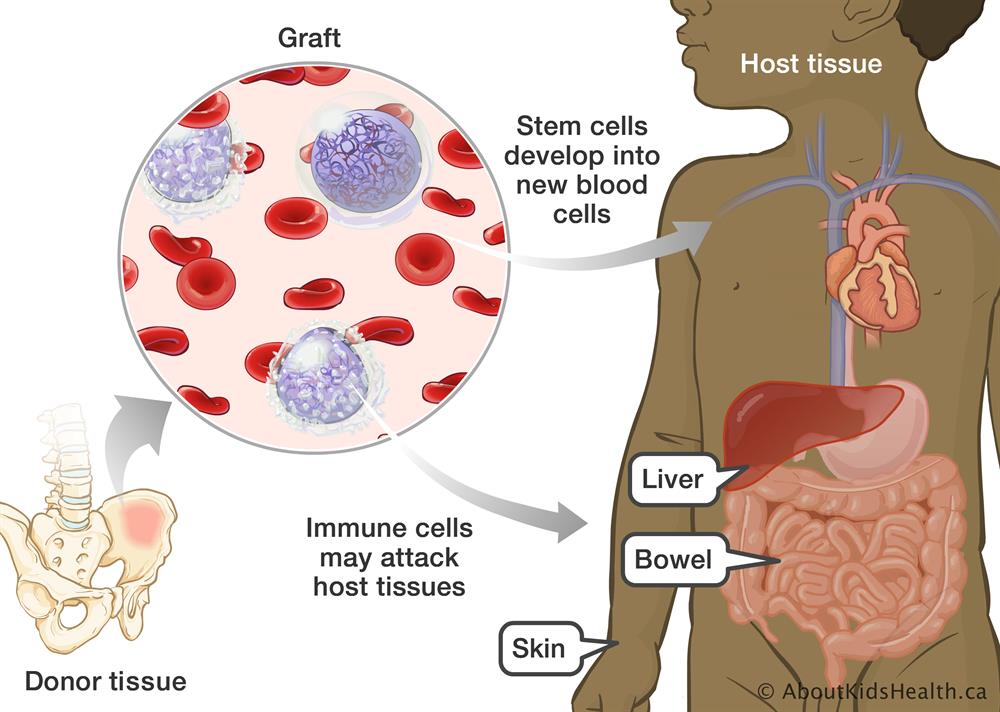 Graft
Host tissue
Stem cells
develop into
new blood
cells
Liver
Immune cells
may attack
host tissues
Bowel
Skin
Donor tissue
© AboutKidsHealth.ca